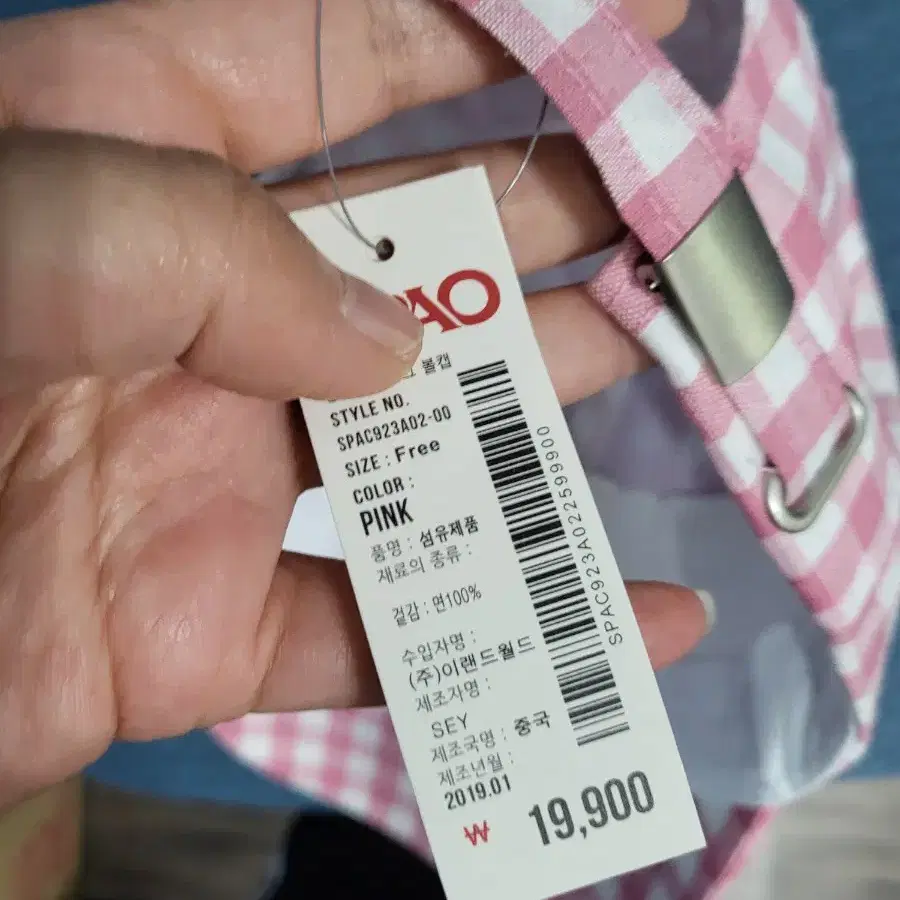 AO
볼캡
STYLE NO.
SPAC923A02-00
SIZE : Free
COLOR :
PINK
품명 : 섬유제품
재료의 종류 :
겉감 : 면100%
수입자명 :
(주)이랜드월드
제조자명 :
SEY
제조국명 : 중국
제조년월 :
2019.01
₩ 19,900
SPAC923A022599900